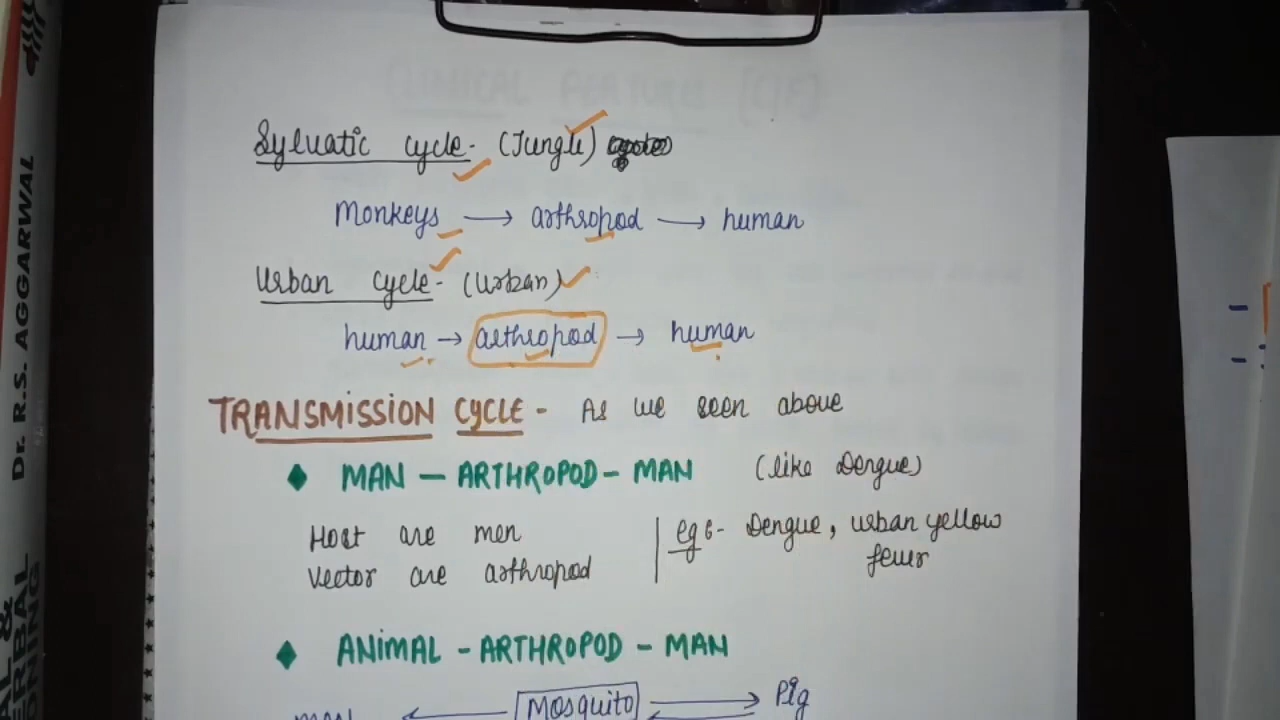 Sylvatic cycle- (Jungle)
Monkeys → arthropod → human
Urban cycle- (Urban)
human → arthropod → human
TRANSMISSION CYCLE - As we seen above
◆ MAN – ARTHROPOD – MAN (like Dengue)
Host are men
Vector are arthropod
eg:- Dengue, urban yellow
fever
◆ ANIMAL - ARTHROPOD - MAN
MAN ← Mosquito → Pig
Dr. R.S. AGGARWAL